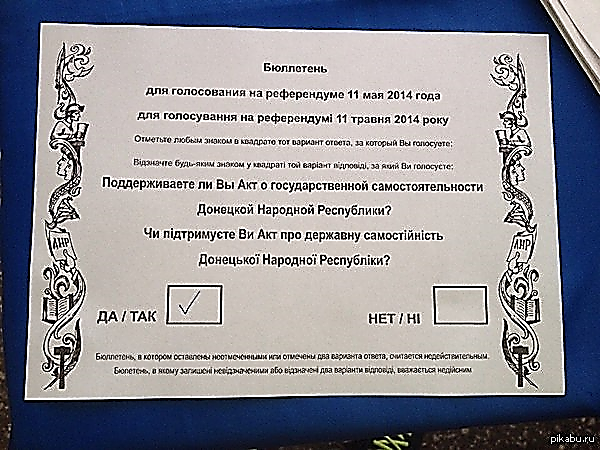 Бюллетень
для голосования на референдуме 11 мая 2014 года
для голосування на референдумі 11 травня 2014 року
Отметьте любым знаком в квадрате тот вариант ответа, за который Вы голосуете:
Відзначте будь-яким знаком у квадраті той варіант відповіді, за який Ви голосуєте:
Поддерживаете ли Вы Акт о государственной самостоятельности
Донецкой Народной Республики?
Чи підтримуєте Ви Акт про державну самостійність
Донецької Народної Республіки?
ДНР ДНР
ДА / ТАК НЕТ / НІ
Бюллетень, в котором оставлены неотмеченными или отмечены два варианта ответа, считается недействительным.
Бюлетень, в якому залишені невідзначеними або відзначені два варіанти відповіді, вважається недійсним
pikabu.ru